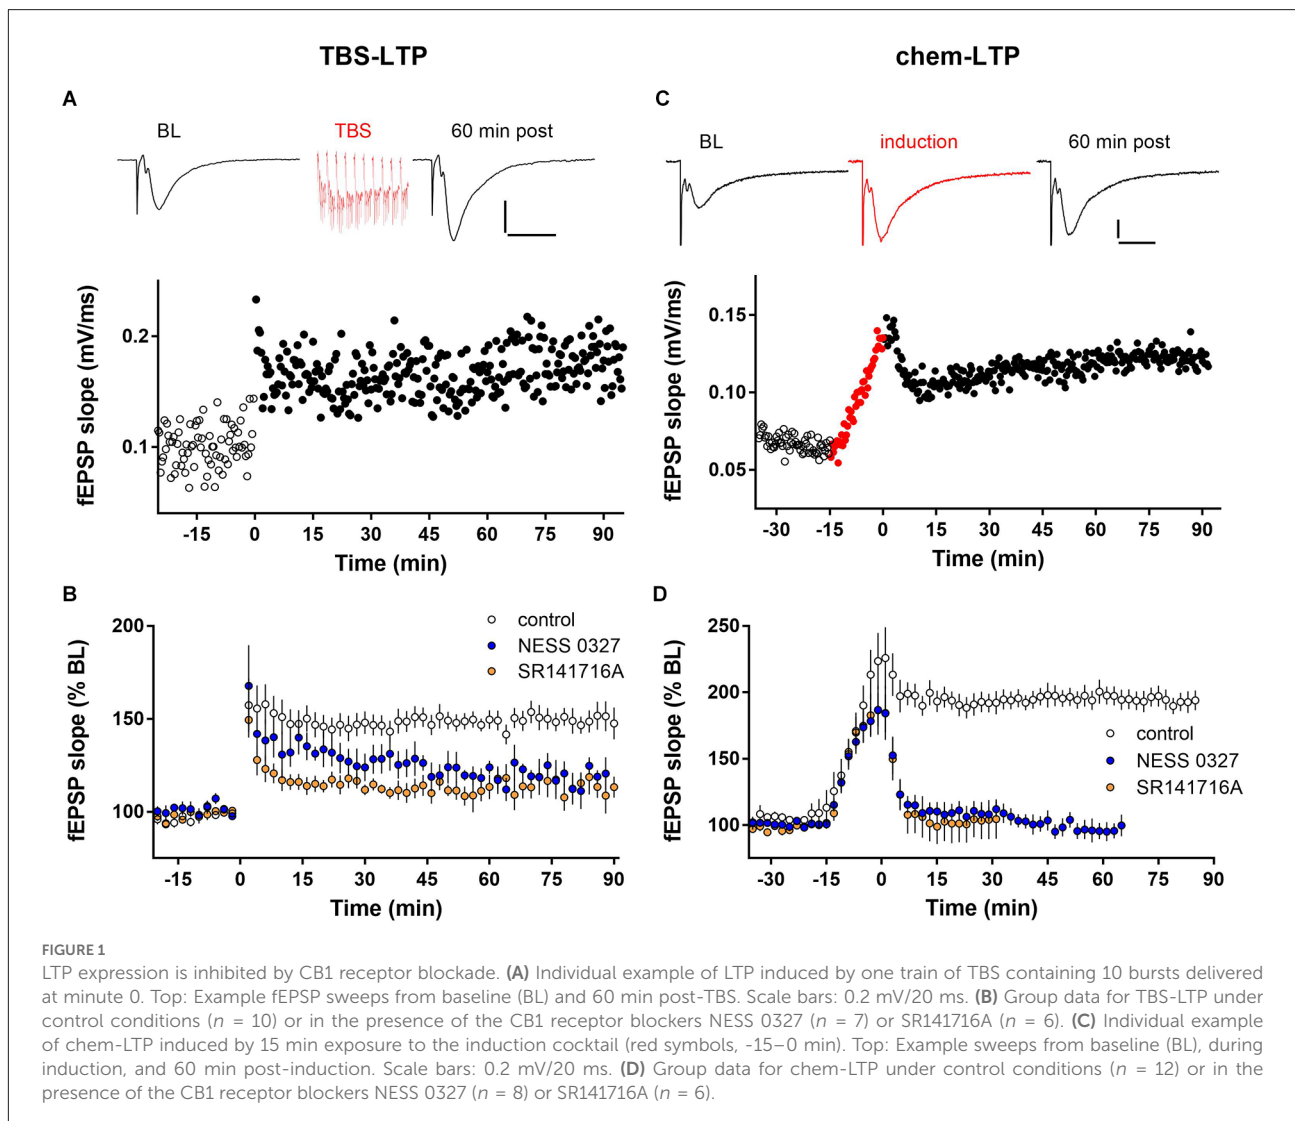 TBS-LTP
chem-LTP
A
BL
TBS
60 min post
fEPSP slope (mV/ms)
0.2
0.1
-15
0
15
30
45
60
75
90
Time (min)
C
BL
induction
60 min post
fEPSP slope (mV/ms)
0.15
0.10
0.05
-30
-15
0
15
30
45
60
75
90
Time (min)
B
fEPSP slope (% BL)
200
150
100
control
NESS 0327
SR141716A
-15
0
15
30
45
60
75
90
Time (min)
D
fEPSP slope (% BL)
250
200
150
100
control
NESS 0327
SR141716A
-30
-15
0
15
30
45
60
75
90
Time (min)
FIGURE 1
LTP expression is inhibited by CB1 receptor blockade. (A) Individual example of LTP induced by one train of TBS containing 10 bursts delivered
at minute 0. Top: Example fEPSP sweeps from baseline (BL) and 60 min post-TBS. Scale bars: 0.2 mV/20 ms. (B) Group data for TBS-LTP under
control conditions (n = 10) or in the presence of the CB1 receptor blockers NESS 0327 (n = 7) or SR141716A (n = 6). (C) Individual example
of chem-LTP induced by 15 min exposure to the induction cocktail (red symbols, -15–0 min). Top: Example sweeps from baseline (BL), during
induction, and 60 min post-induction. Scale bars: 0.2 mV/20 ms. (D) Group data for chem-LTP under control conditions (n = 12) or in the
presence of the CB1 receptor blockers NESS 0327 (n = 8) or SR141716A (n = 6).